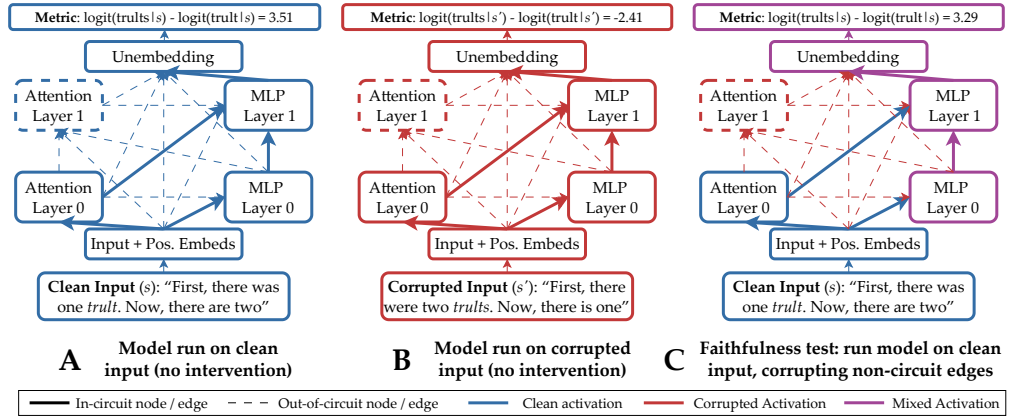 Metric: logit(trults|s) - logit(trult|s) = 3.51
Unembedding
Attention
Layer 1
MLP
Layer 1
Attention
Layer 0
MLP
Layer 0
Input + Pos. Embeds
Clean Input (s): “First, there was
one trult. Now, there are two”
A
Model run on clean
input (no intervention)
Metric: logit(trults|s′) - logit(trult|s′) = -2.41
Unembedding
Attention
Layer 1
MLP
Layer 1
Attention
Layer 0
MLP
Layer 0
Input + Pos. Embeds
Corrupted Input (s′): “First, there
were two trults. Now, there is one”
B
Model run on corrupted
input (no intervention)
Metric: logit(trults|s) - logit(trult|s) = 3.29
Unembedding
Attention
Layer 1
MLP
Layer 1
Attention
Layer 0
MLP
Layer 0
Input + Pos. Embeds
Clean Input (s): “First, there was
one trult. Now, there are two”
C
Faithfulness test: run model on clean
input, corrupting non-circuit edges
In-circuit node / edge
Out-of-circuit node / edge
Clean activation
Corrupted Activation
Mixed Activation